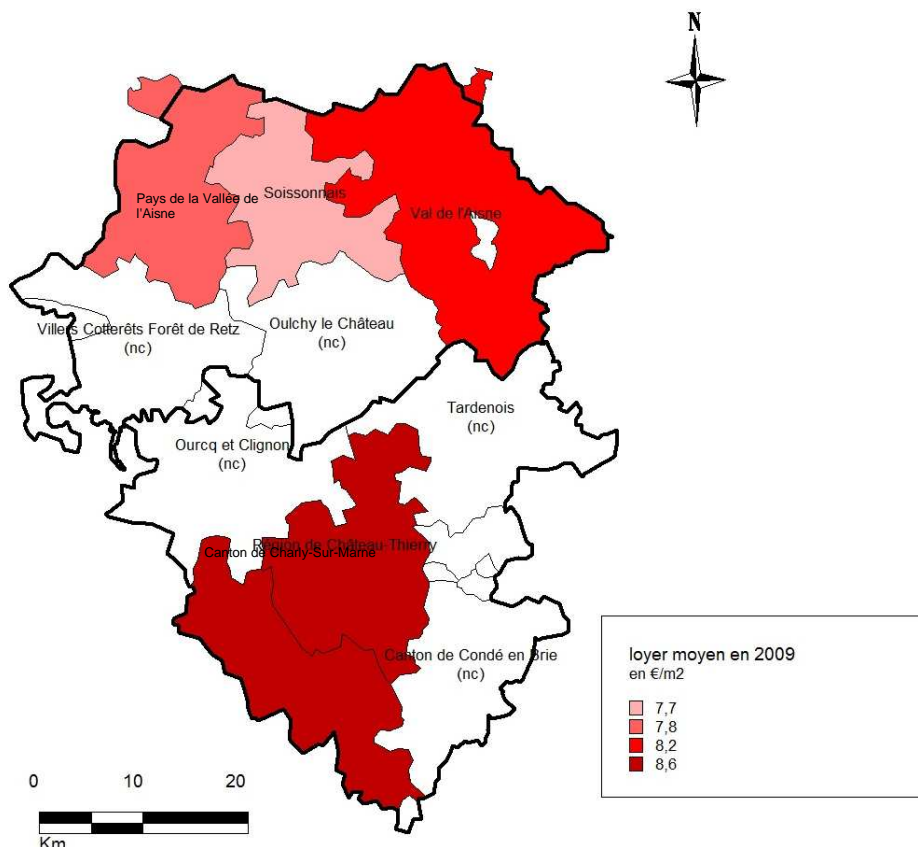 N
Pays de la Vallée de
l'Aisne
Soissonnais
Val de l'Aisne
Villers Cotterêts Forêt de Retz
(nc)
Oulchy le Château
(nc)
Tardenois
(nc)
Ourcq et Clignon
(nc)
Région de Château-Thierry
Canton de Charly-Sur-Marne
Canton de Condé en Brie
(nc)
loyer moyen en 2009
en €/m2
7,7
7,8
8,2
8,6
0 10 20
Km